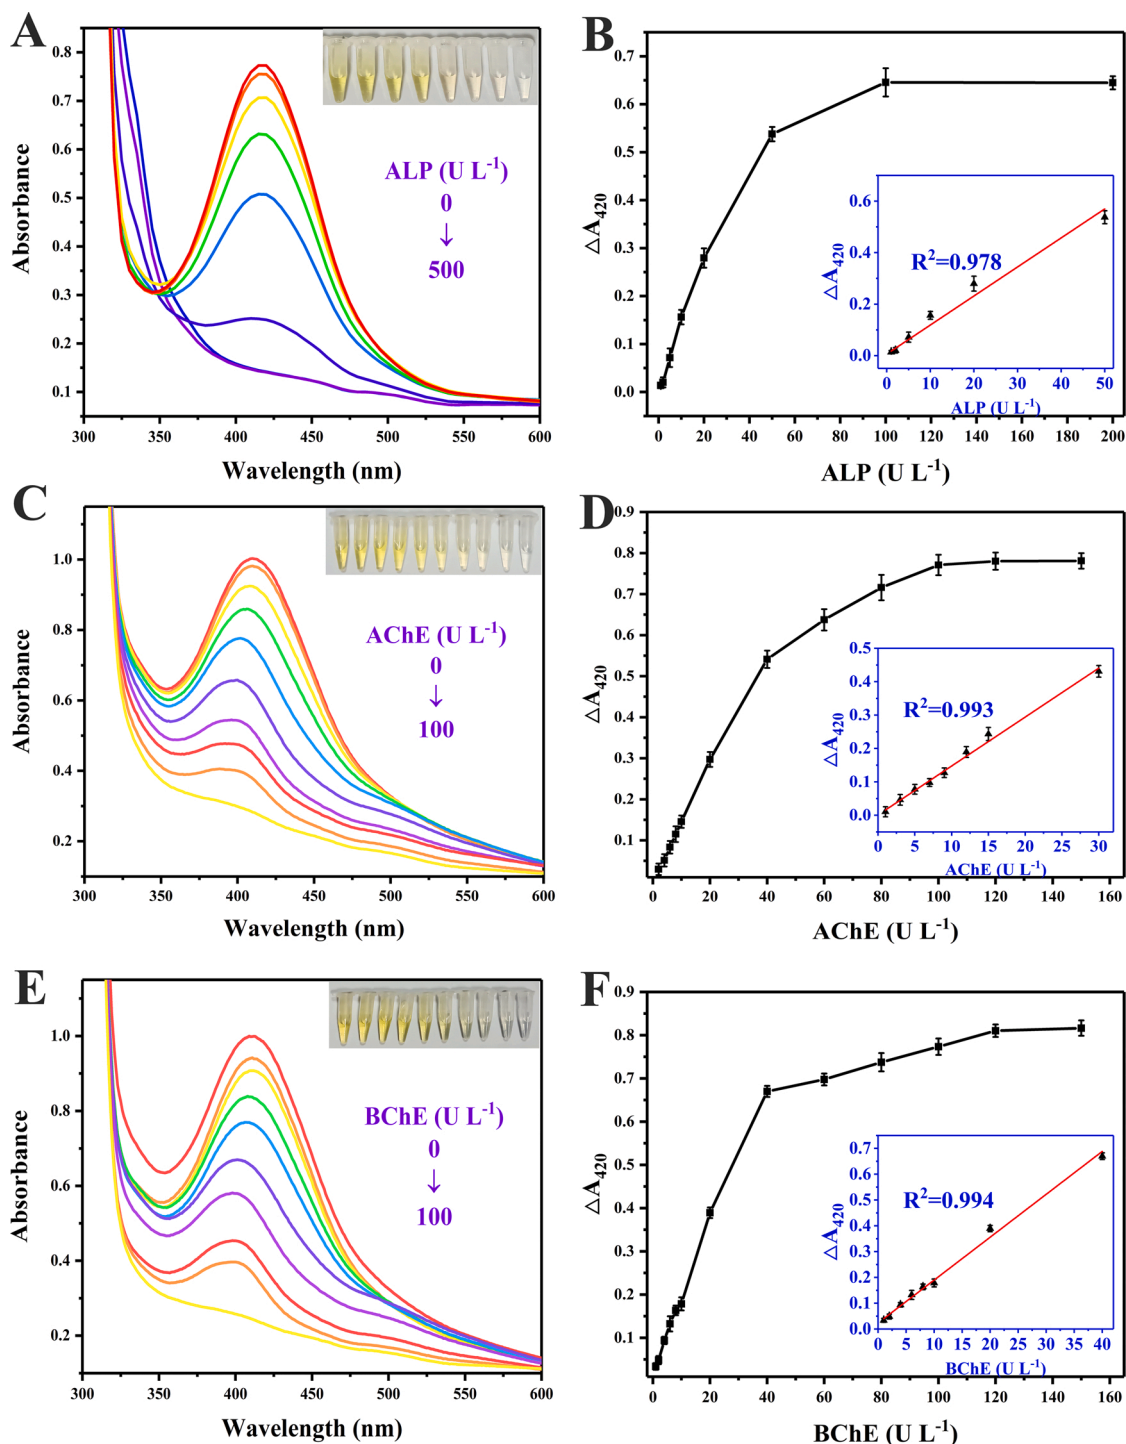 A
0.8
0.7
0.6
0.5
0.4
0.3
0.2
0.1
Absorbance
ALP (U L⁻¹)
0
↓
500
300 350 400 450 500 550 600
Wavelength (nm)
B
0.7
0.6
0.5
0.4
0.3
0.2
0.1
0.0
△A₄₂₀
0 20 40 60 80 100 120 140 160 180 200
ALP (U L⁻¹)
0.6
0.4
0.2
0.0
△A₄₂₀
R²=0.978
0 10 20 30 40 50
ALP (U L⁻¹)
C
1.0
0.8
0.6
0.4
0.2
Absorbance
AChE (U L⁻¹)
0
↓
100
300 350 400 450 500 550 600
Wavelength (nm)
D
0.9
0.8
0.7
0.6
0.5
0.4
0.3
0.2
0.1
△A₄₂₀
0 20 40 60 80 100 120 140 160
AChE (U L⁻¹)
0.5
0.4
0.3
0.2
0.1
0.0
△A₄₂₀
R²=0.993
0 5 10 15 20 25 30
AChE (U L⁻¹)
E
1.0
0.8
0.6
0.4
0.2
Absorbance
BChE (U L⁻¹)
0
↓
100
300 350 400 450 500 550 600
Wavelength (nm)
F
0.9
0.8
0.7
0.6
0.5
0.4
0.3
0.2
0.1
△A₄₂₀
0 20 40 60 80 100 120 140 160
BChE (U L⁻¹)
0.7
0.6
0.5
0.4
0.3
0.2
0.1
0.0
△A₄₂₀
R²=0.994
0 5 10 15 20 25 30 35 40
BChE (U L⁻¹)